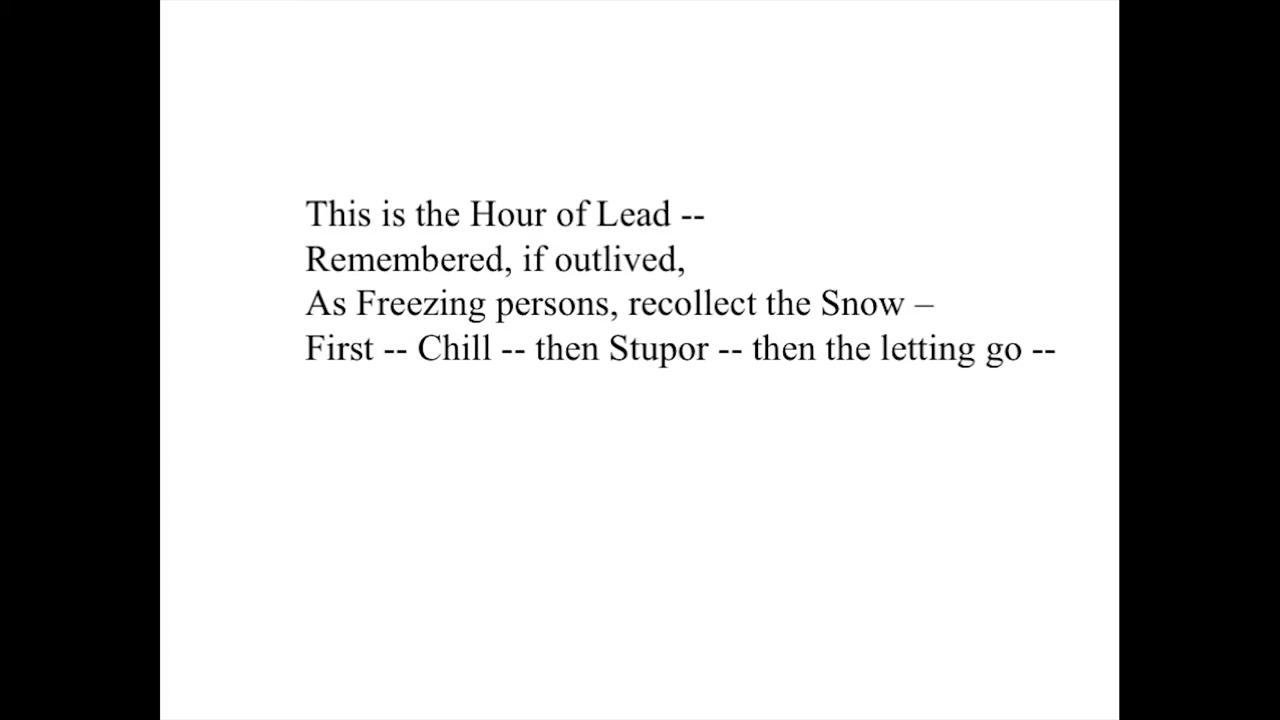 This is the Hour of Lead --
Remembered, if outlived,
As Freezing persons, recollect the Snow –
First -- Chill -- then Stupor -- then the letting go --